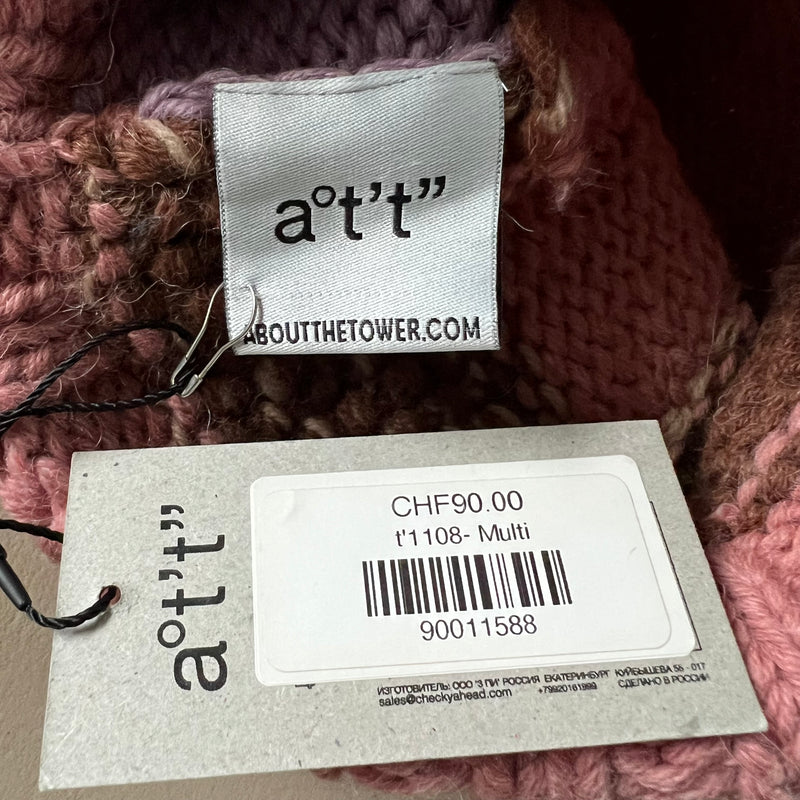 a°t't"
ABOUTTHETOWER.COM
a°t't"
CHF90.00
t'1108- Multi
90011588
ИЗГОТОВИТЕЛЬ: ООО "3 ПИ" РОССИЯ ЕКАТЕРИНБУРГ КУЙБЫШЕВА 55 - 017
sales@checkyahead.com +79920161999 СДЕЛАНО В РОССИИ